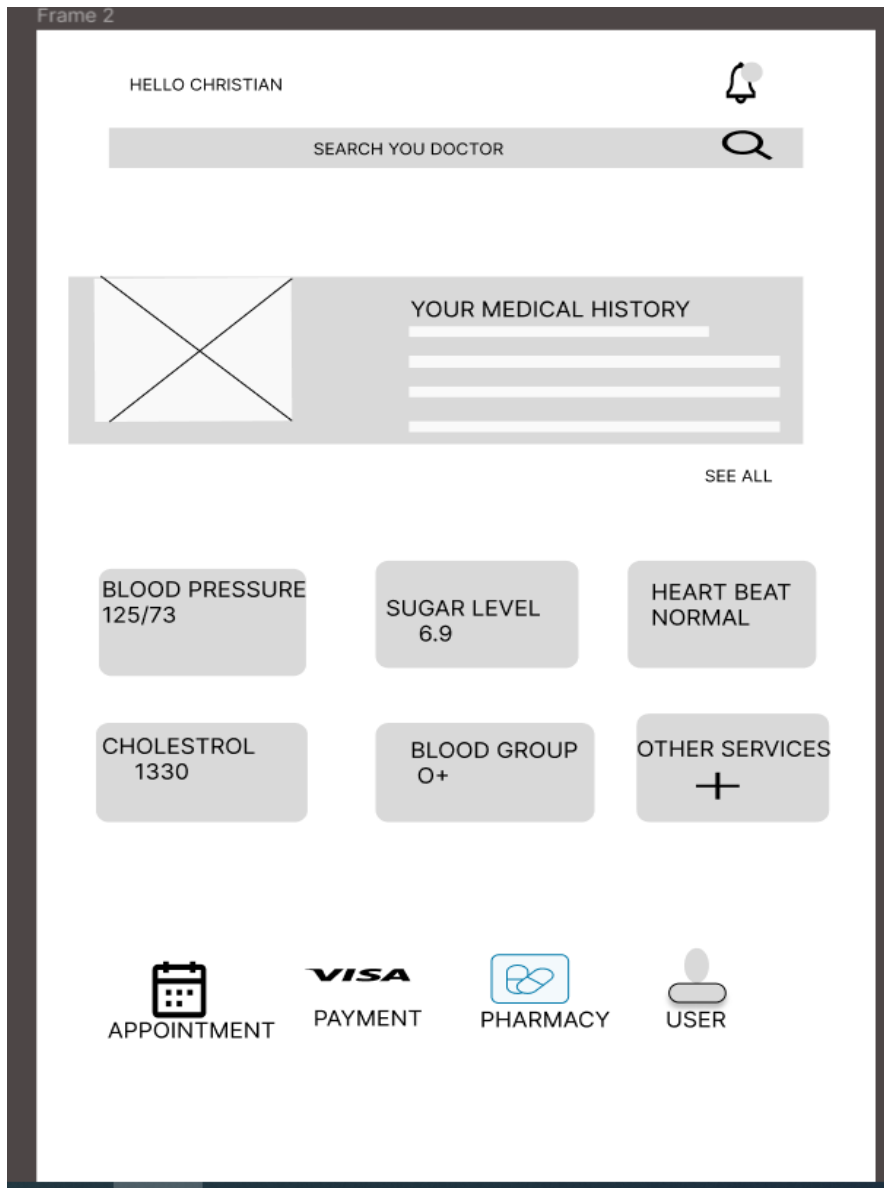 Frame 2
HELLO CHRISTIAN
SEARCH YOU DOCTOR
YOUR MEDICAL HISTORY
SEE ALL
BLOOD PRESSURE
125/73
SUGAR LEVEL
6.9
HEART BEAT
NORMAL
CHOLESTROL
1330
BLOOD GROUP
O+
OTHER SERVICES
VISA
APPOINTMENT
PAYMENT
PHARMACY
USER